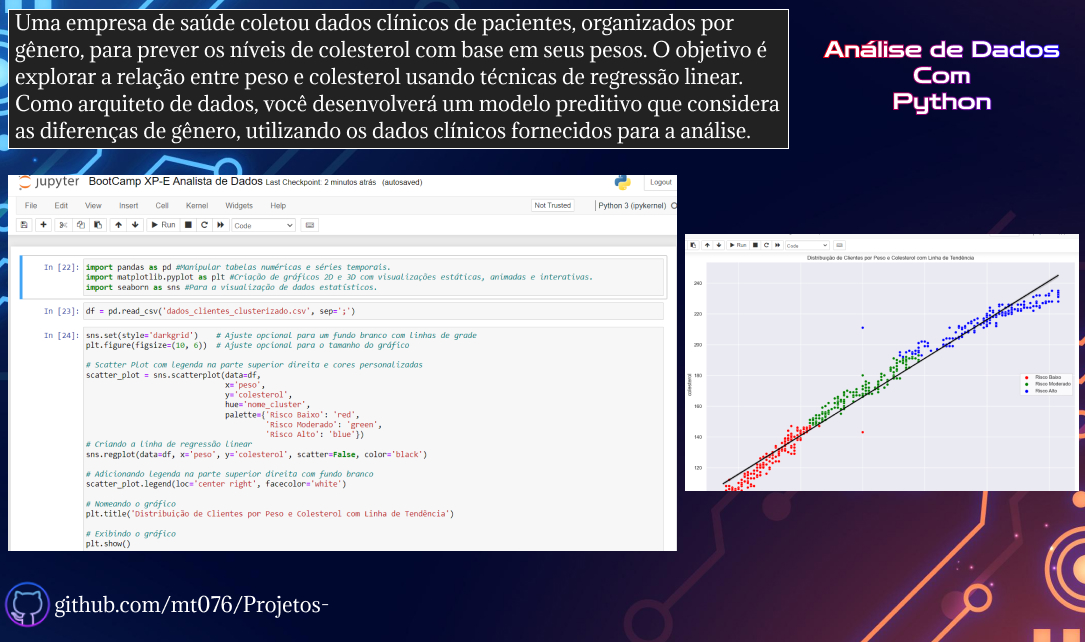 Uma empresa de saúde coletou dados clínicos de pacientes, organizados por
gênero, para prever os níveis de colesterol com base em seus pesos. O objetivo é
explorar a relação entre peso e colesterol usando técnicas de regressão linear.
Como arquiteto de dados, você desenvolverá um modelo preditivo que considera
as diferenças de gênero, utilizando os dados clínicos fornecidos para a análise.
Análise de Dados
Com
Python
jupyter BootCamp XP-E Analista de Dados Last Checkpoint: 2 minutos atrás (autosaved)
Logout
File Edit View Insert Cell Kernel Widgets Help
Not Trusted Python 3 (ipykernel)
Run Code
In [22]: import pandas as pd #Manipular tabelas numéricas e séries temporais.
import matplotlib.pyplot as plt #Criação de gráficos 2D e 3D com visualizações estáticas, animadas e interativas.
import seaborn as sns #Para a visualização de dados estatísticos.
In [23]: df = pd.read_csv('dados_clientes_clusterizado.csv', sep=';')
In [24]: sns.set(style='darkgrid') # Ajuste opcional para um fundo branco com linhas de grade
plt.figure(figsize=(10, 6)) # Ajuste opcional para o tamanho do gráfico
# Scatter Plot com legenda na parte superior direita e cores personalizadas
scatter_plot = sns.scatterplot(data=df,
x='peso',
y='colesterol',
hue='nome_cluster',
palette={'Risco Baixo': 'red',
'Risco Moderado': 'green',
'Risco Alto': 'blue'})
# Criando a linha de regressão linear
sns.regplot(data=df, x='peso', y='colesterol', scatter=False, color='black')
# Adicionando legenda na parte superior direita com fundo branco
scatter_plot.legend(loc='center right', facecolor='white')
# Nomeando o gráfico
plt.title('Distribuição de Clientes por Peso e Colesterol com Linha de Tendência')
# Exibindo o gráfico
plt.show()
Run Code
Distribuição de Clientes por Peso e Colesterol com Linha de Tendência
240
220
200
180
160
140
120
colesterol
Risco Baixo
Risco Moderado
Risco Alto
github.com/mt076/Projetos-